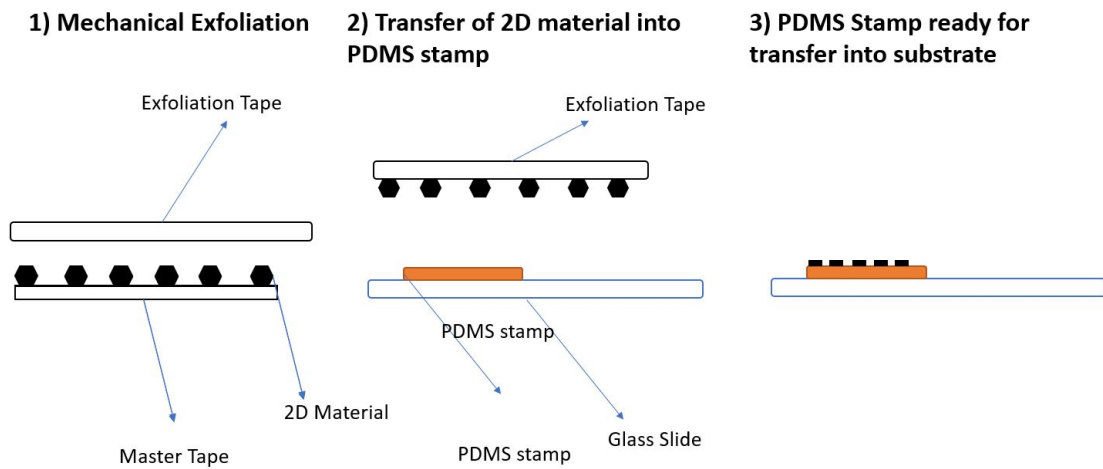 1) Mechanical Exfoliation
2) Transfer of 2D material into
PDMS stamp
3) PDMS Stamp ready for
transfer into substrate
Exfoliation Tape
Exfoliation Tape
PDMS stamp
2D Material
Master Tape
PDMS stamp
Glass Slide